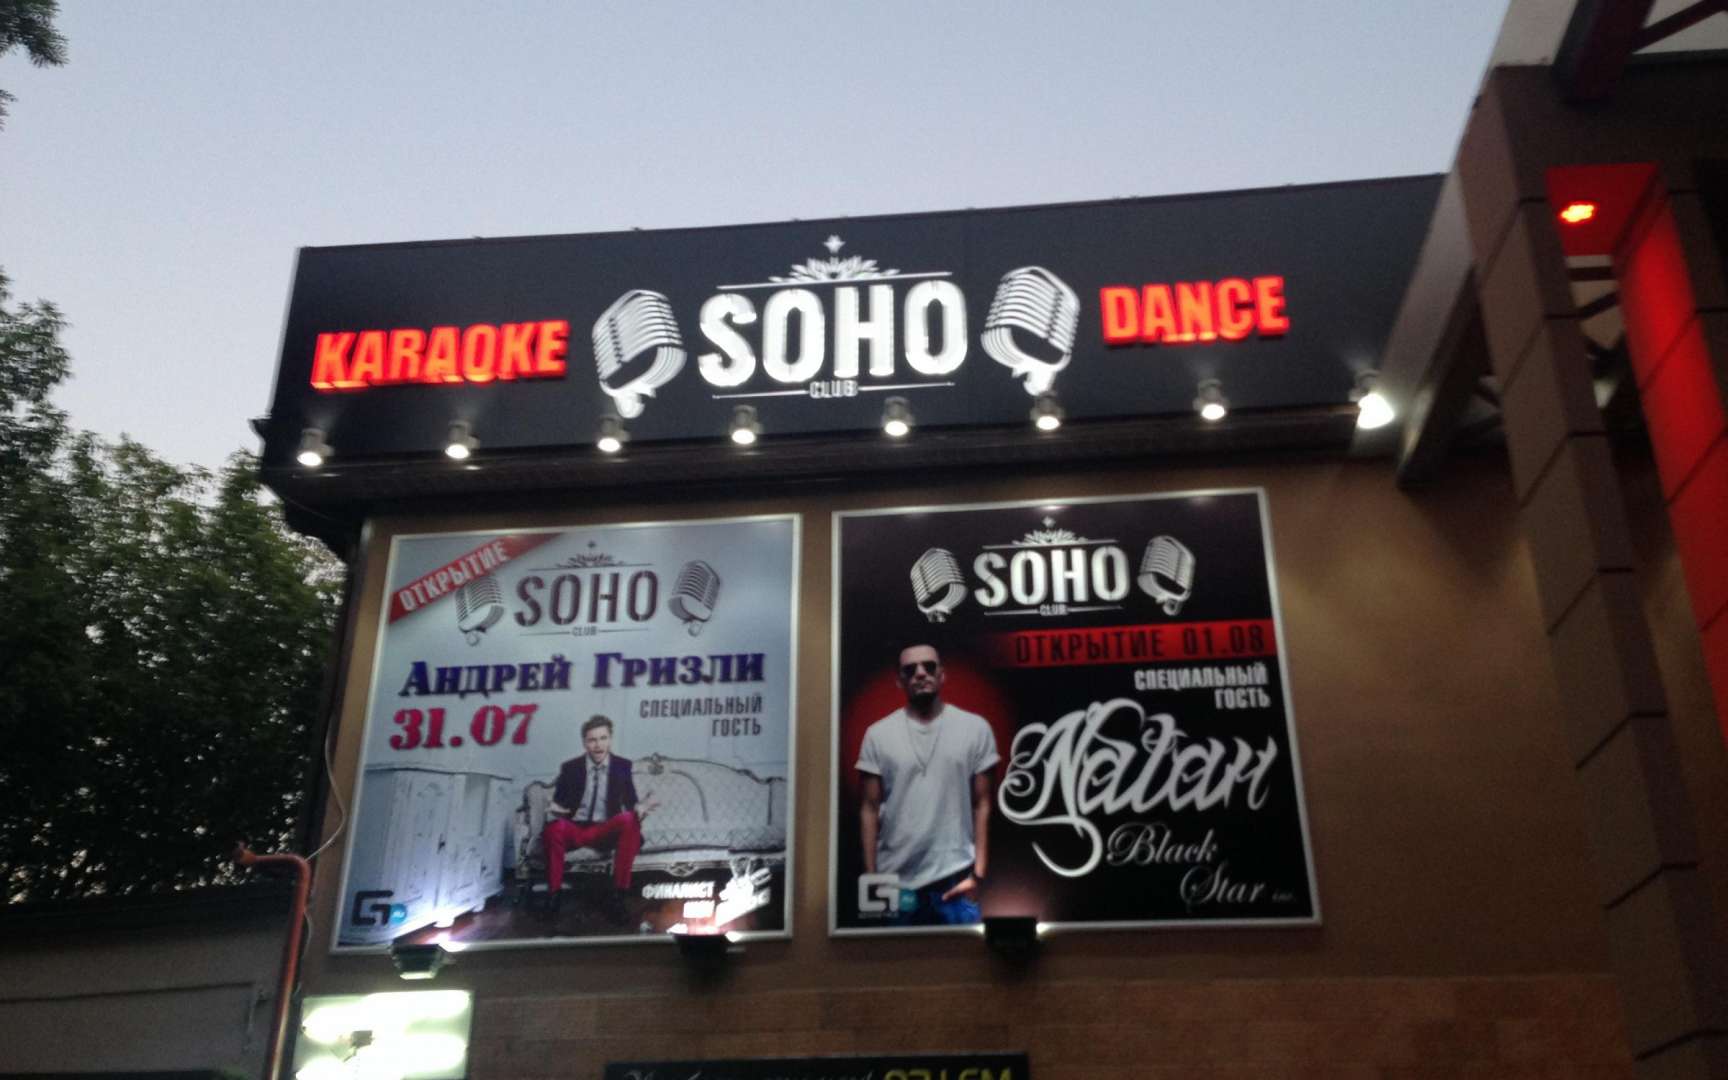 KARAOKE
SOHO
CLUB
DANCE
ОТКРЫТИЕ
SOHO
CLUB
АНДРЕЙ ГРИЗЛИ
31.07
СПЕЦИАЛЬНЫЙ
ГОСТЬ
ФИНАЛИСТ
SOHO
CLUB
ОТКРЫТИЕ 01.08
СПЕЦИАЛЬНЫЙ
ГОСТЬ
Natan
Black
Star